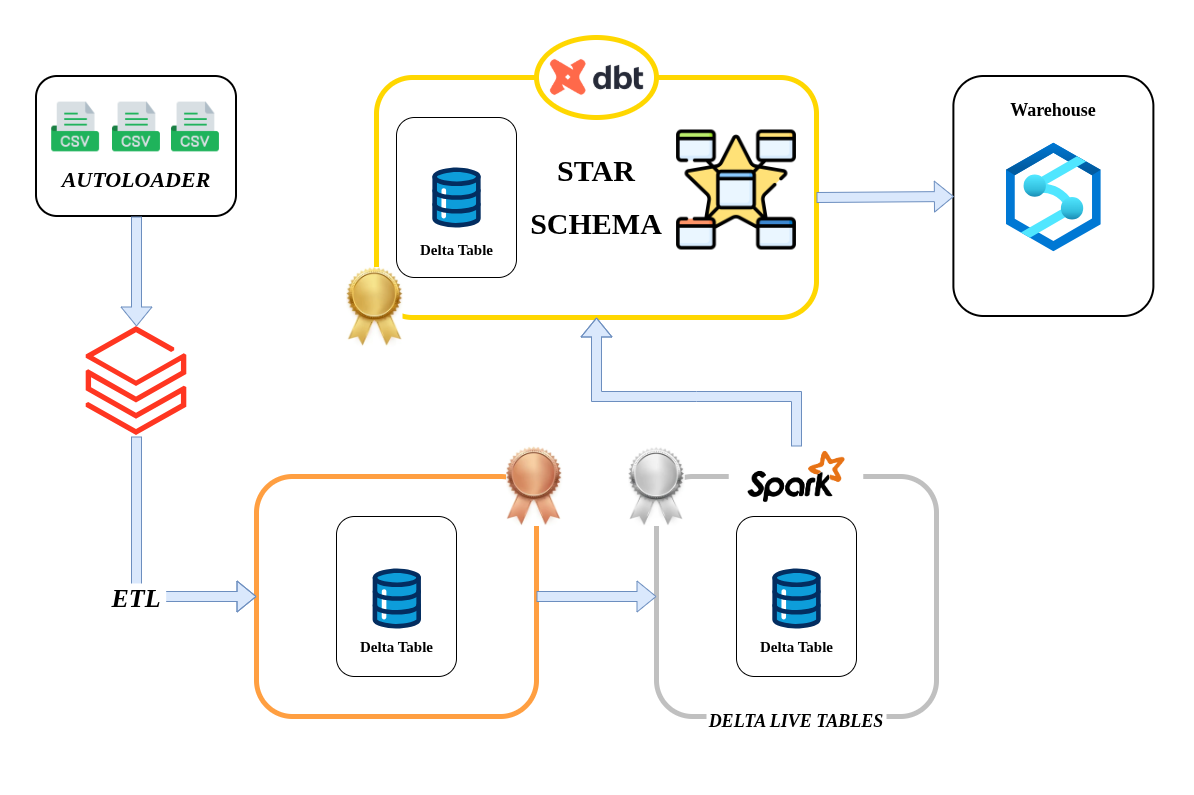 dbt
CSV
CSV
CSV
AUTOLOADER
Delta Table
STAR
SCHEMA
Warehouse
Spark
ETL
Delta Table
Delta Table
DELTA LIVE TABLES